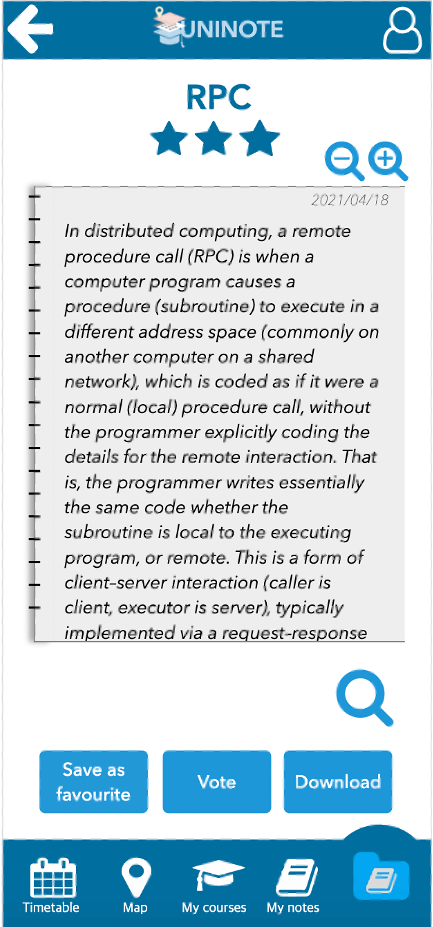 UNINOTE
RPC
2021/04/18
In distributed computing, a remote
procedure call (RPC) is when a
computer program causes a
procedure (subroutine) to execute in a
different address space (commonly on
another computer on a shared
network), which is coded as if it were a
normal (local) procedure call, without
the programmer explicitly coding the
details for the remote interaction. That
is, the programmer writes essentially
the same code whether the
subroutine is local to the executing
program, or remote. This is a form of
client–server interaction (caller is
client, executor is server), typically
implemented via a request–response
Save as
favourite
Vote
Download
Timetable
Map
My courses
My notes